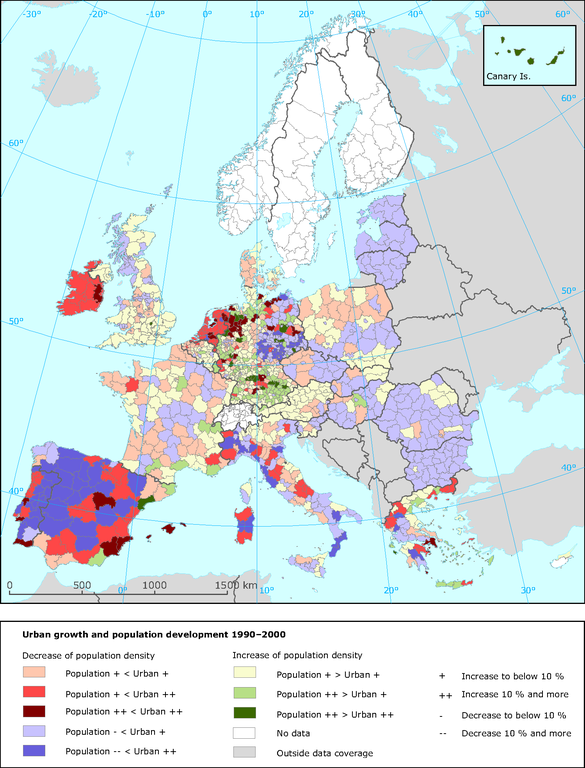 -30° -20° -10° 0° 10° 20° 30° 40° 50° 60°
Canary Is.
60° 60°
50° 50°
40° 40°
0 500 1000 1500 km
0° 10° 20° 30°
Urban growth and population development 1990–2000
Decrease of population density
Population + < Urban +
Population + < Urban ++
Population ++ < Urban ++
Population - < Urban +
Population -- < Urban ++
Increase of population density
Population + > Urban +
Population ++ > Urban +
Population ++ > Urban ++
No data
Outside data coverage
+ Increase to below 10 %
++ Increase 10 % and more
- Decrease to below 10 %
-- Decrease 10 % and more